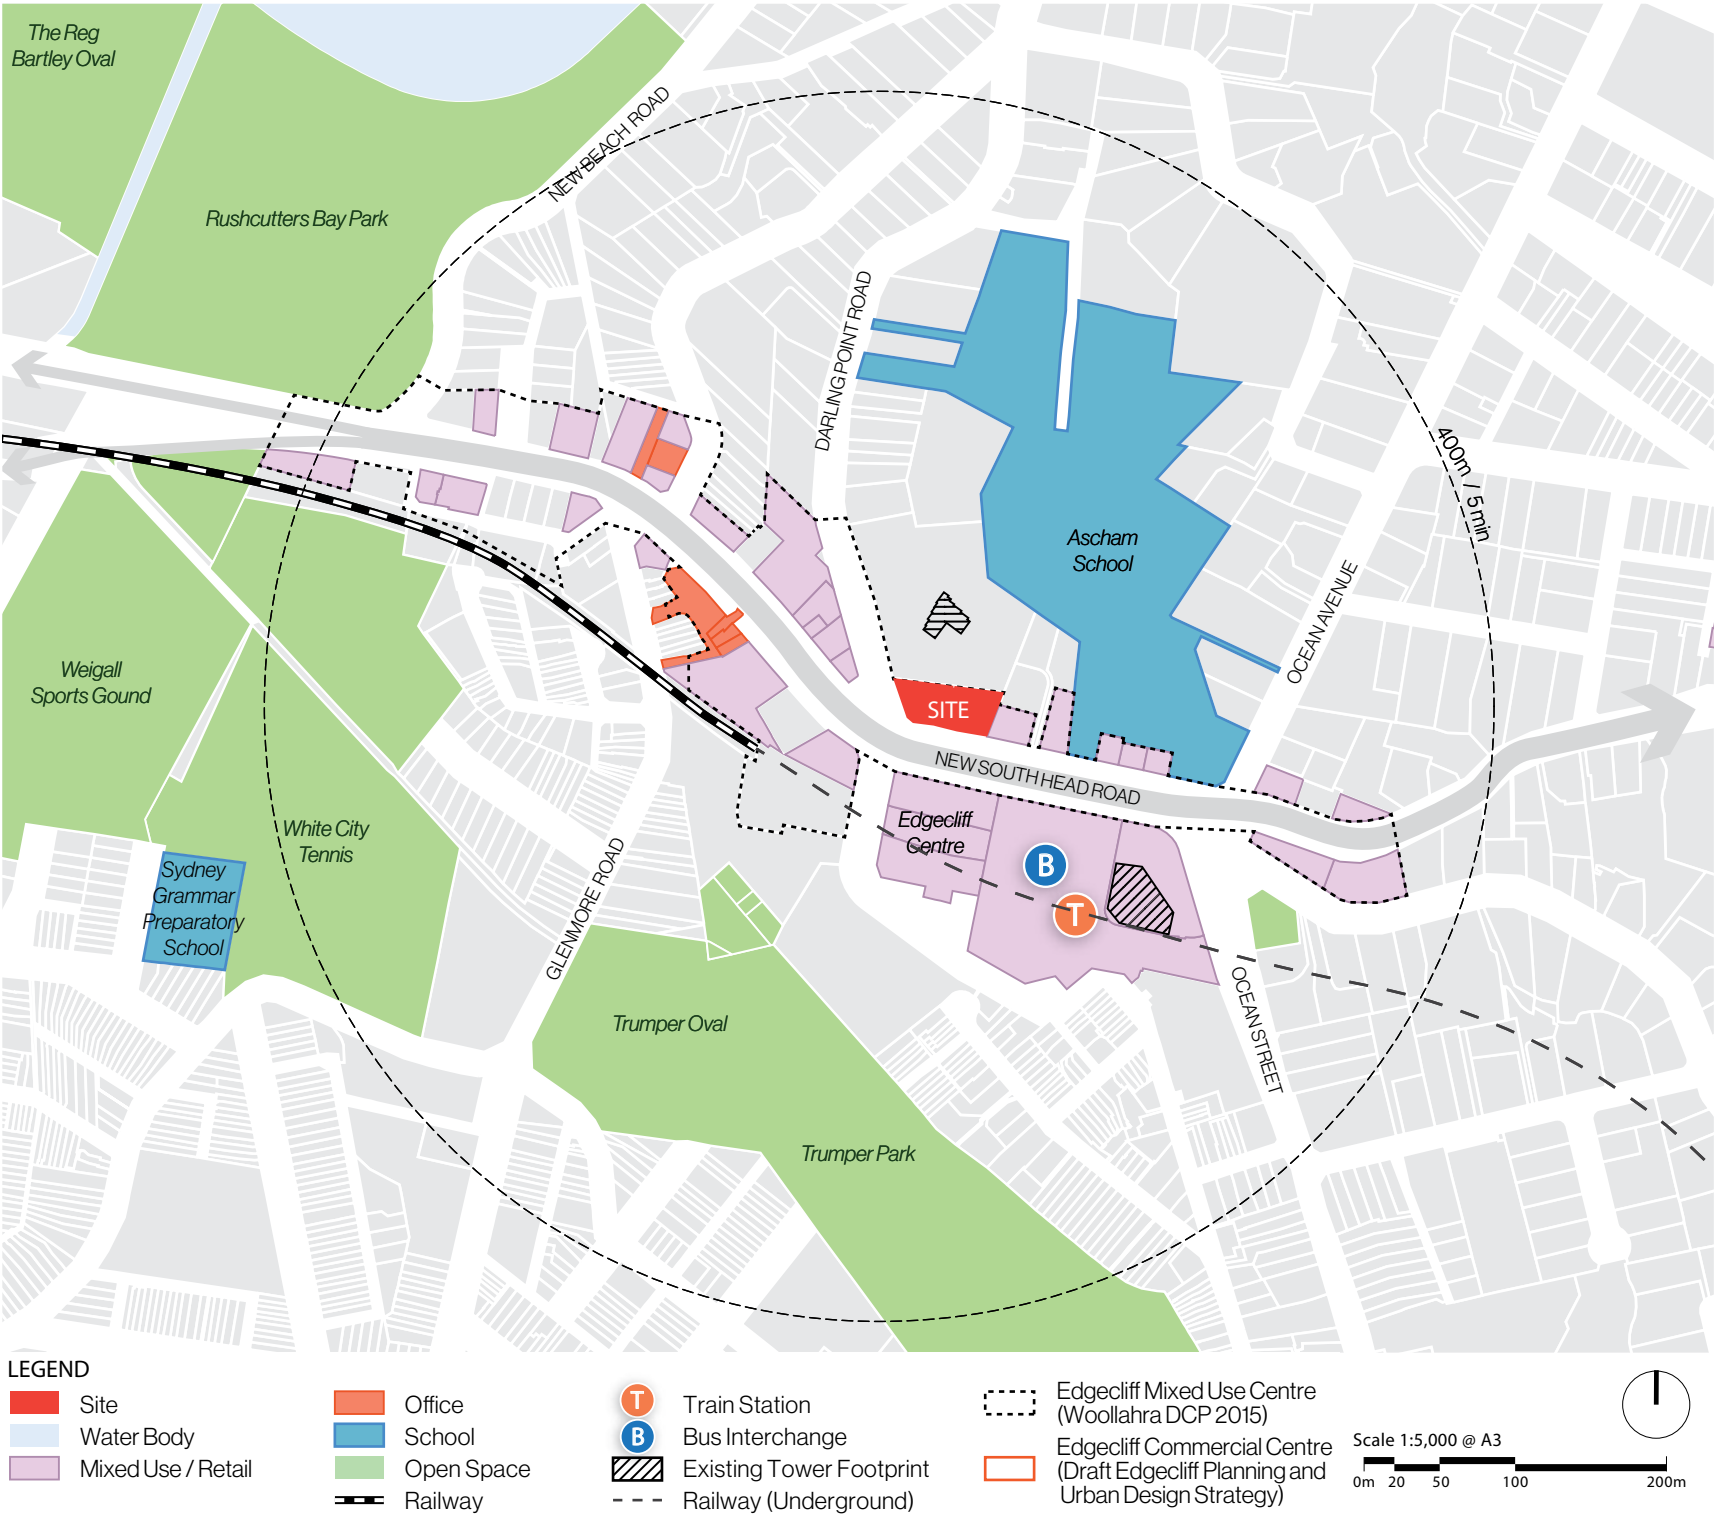 The Reg
Bartley Oval
NEW BEACH ROAD
Rushcutters Bay Park
DARLING POINT ROAD
400m / 5 min
Ascham
School
OCEAN AVENUE
Weigall
Sports Gound
SITE
NEW SOUTH HEAD ROAD
Edgecliff
Centre
B
T
White City
Tennis
GLENMORE ROAD
Sydney
Grammar
Preparatory
School
OCEAN STREET
Trumper Oval
Trumper Park
LEGEND
Site
Water Body
Mixed Use / Retail
Office
School
Open Space
Railway
T
Train Station
B
Bus Interchange
Existing Tower Footprint
Railway (Underground)
Edgecliff Mixed Use Centre
(Woollahra DCP 2015)
Edgecliff Commercial Centre
(Draft Edgecliff Planning and
Urban Design Strategy)
Scale 1:5,000 @ A3
0m 20 50 100 200m